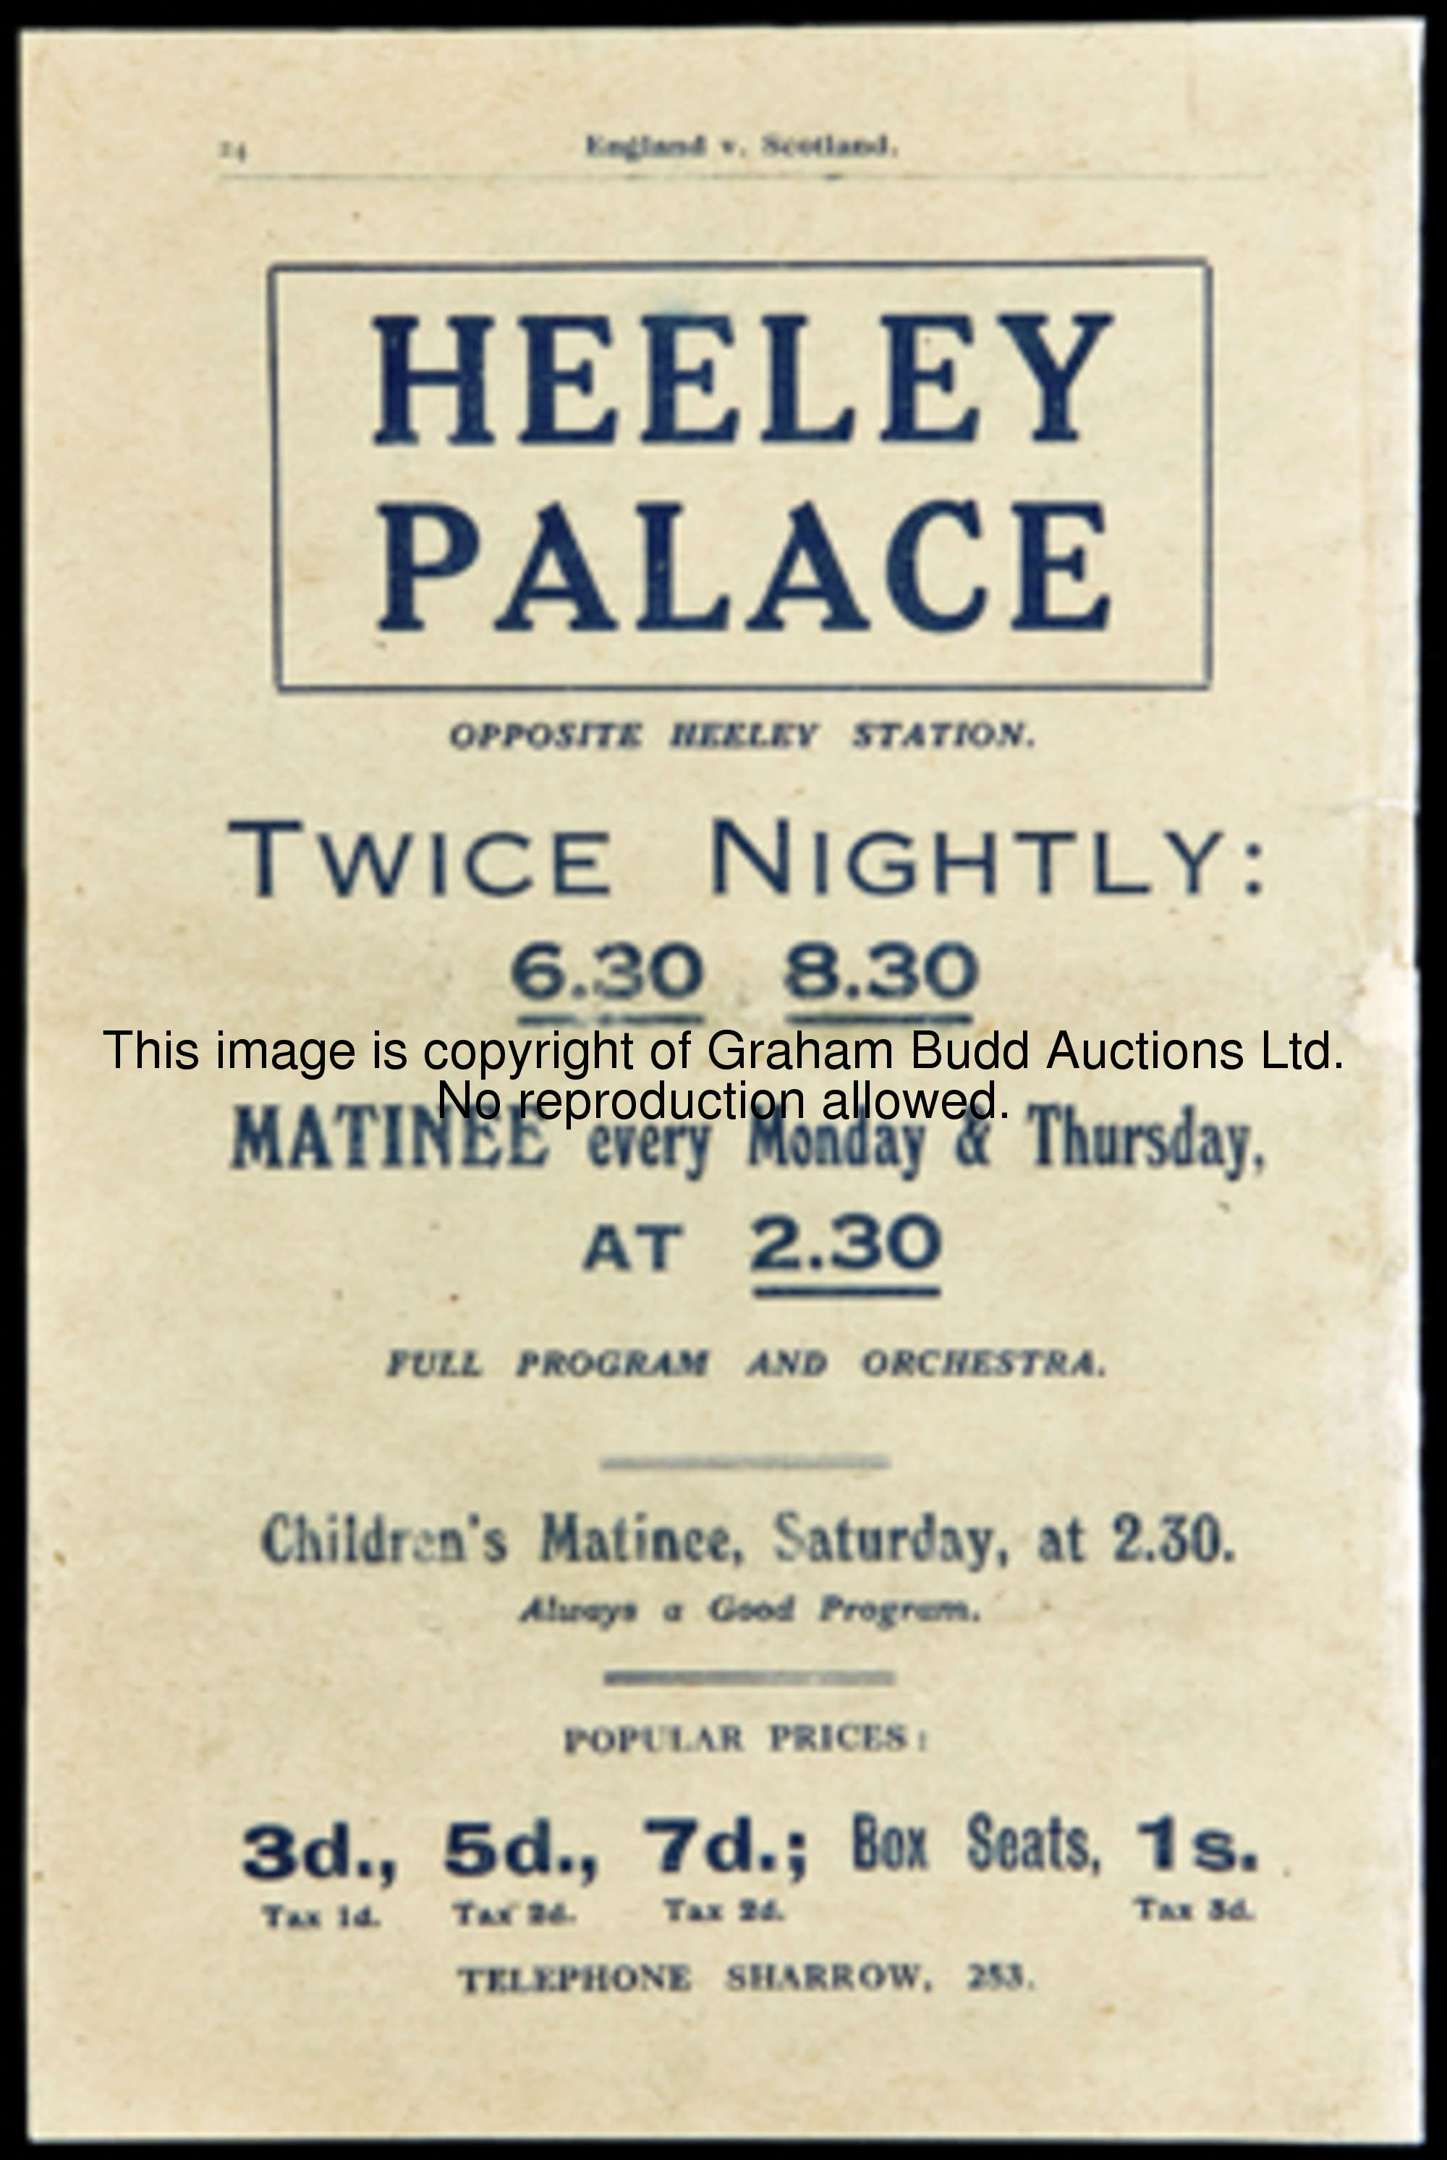 24 England v. Scotland.
HEELEY
PALACE
OPPOSITE HEELEY STATION.
TWICE NIGHTLY:
6.30 8.30
This image is copyright of Graham Budd Auctions Ltd.
No reproduction allowed.
MATINEE every Monday & Thursday,
AT 2.30
FULL PROGRAM AND ORCHESTRA.
Children's Matinee, Saturday, at 2.30.
Always a Good Program.
POPULAR PRICES:
3d., 5d., 7d.; Box Seats, 1s.
Tax 1d. Tax 2d. Tax 2d. Tax 3d.
TELEPHONE SHARROW, 253.